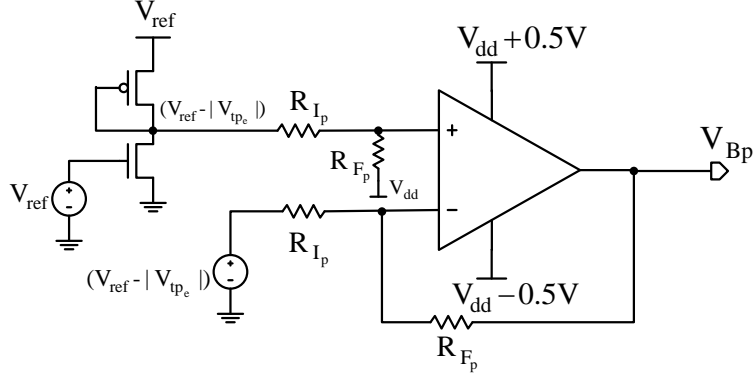 V_ref
(V_ref - | V_tp_e |)
R_I_p
V_dd + 0.5V
+
R_F_p
V_dd
V_Bp
V_ref
−
R_I_p
(V_ref - | V_tp_e |)
V_dd − 0.5V
R_F_p